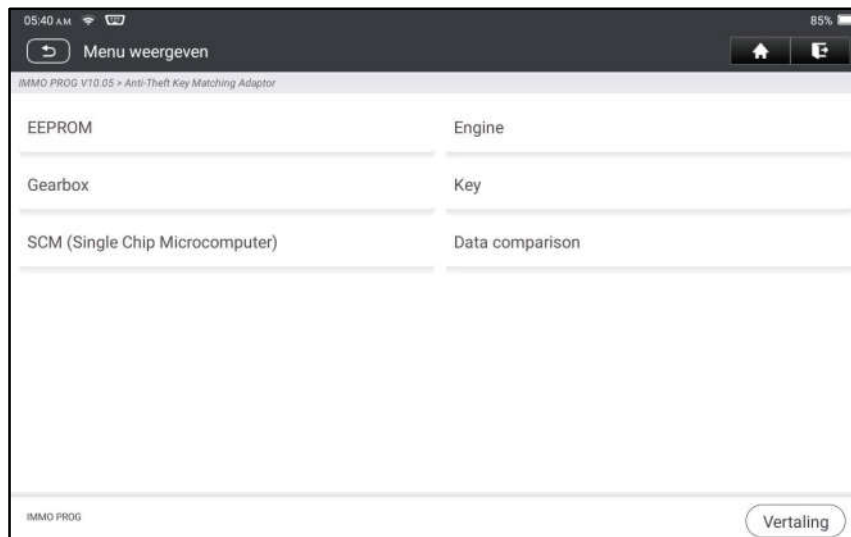 05:40 AM 85%
Menu weergeven
IMMO PROG V10.05 > Anti-Theft Key Matching Adaptor
EEPROM Engine
Gearbox Key
SCM (Single Chip Microcomputer) Data comparison
IMMO PROG Vertaling